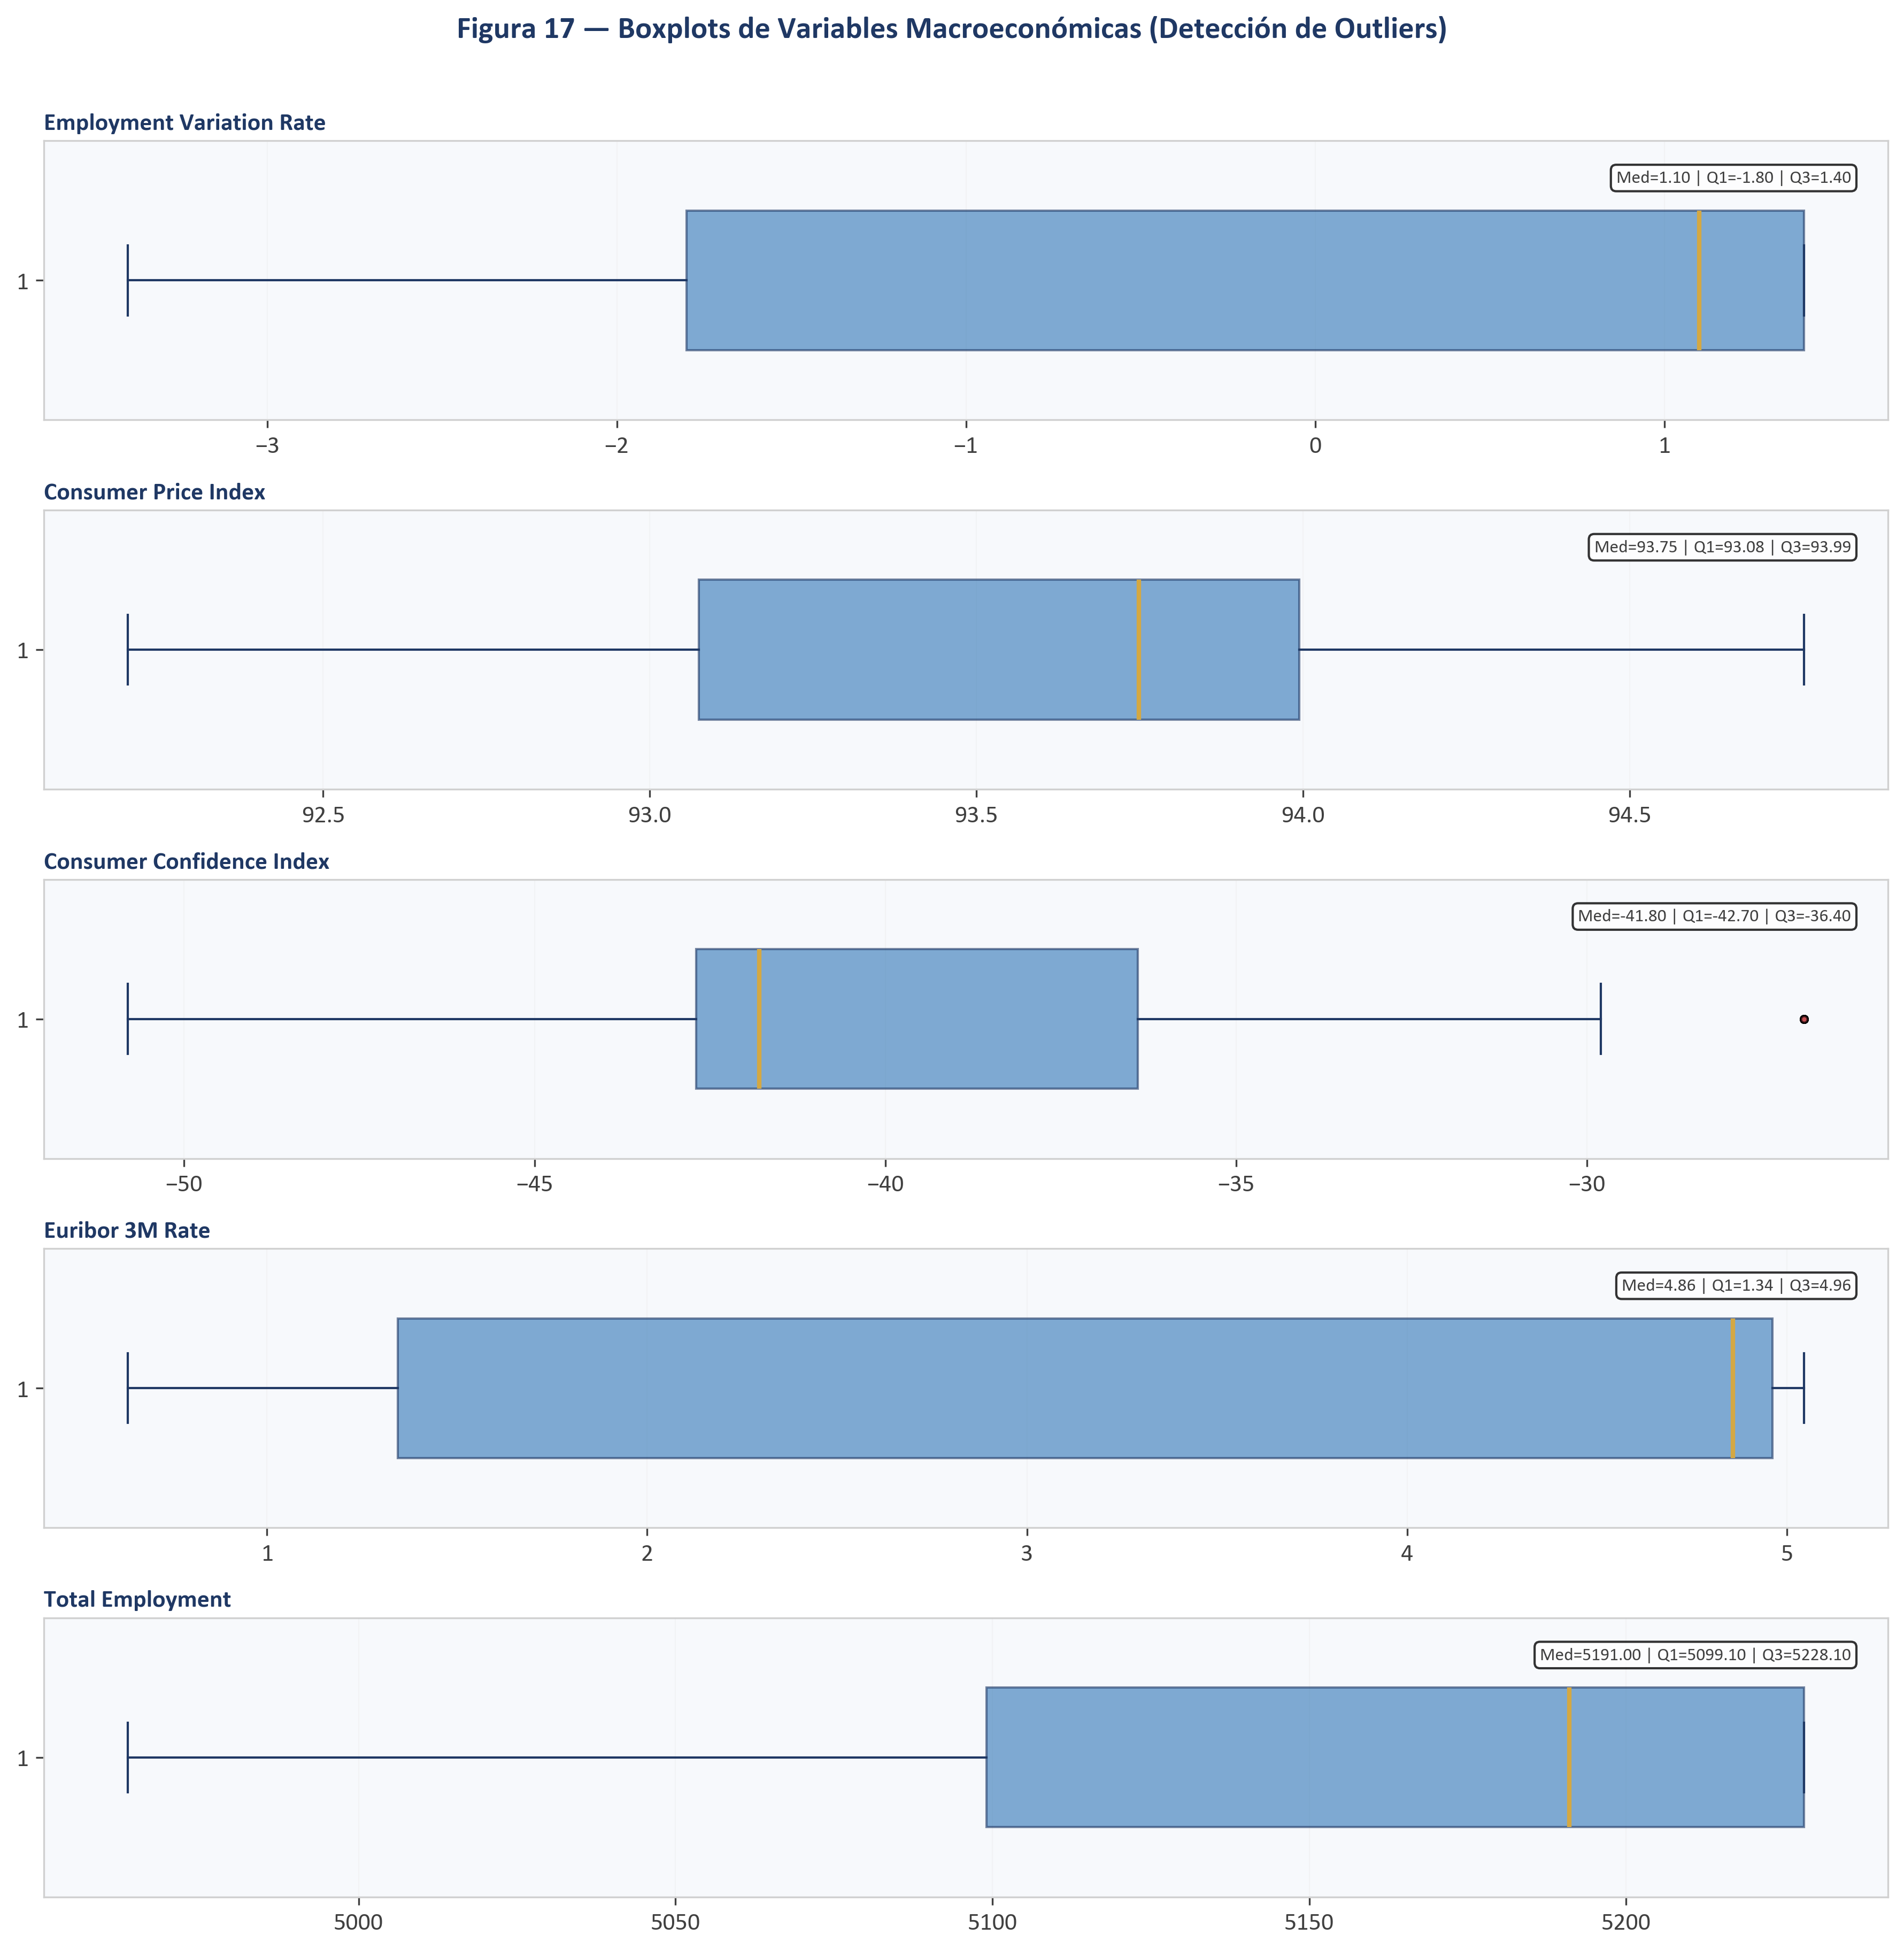 Figura 17 — Boxplots de Variables Macroeconómicas (Detección de Outliers)
Employment Variation Rate
Med=1.10 | Q1=-1.80 | Q3=1.40
1
−3 −2 −1 0 1
Consumer Price Index
Med=93.75 | Q1=93.08 | Q3=93.99
1
92.5 93.0 93.5 94.0 94.5
Consumer Confidence Index
Med=-41.80 | Q1=-42.70 | Q3=-36.40
1
−50 −45 −40 −35 −30
Euribor 3M Rate
Med=4.86 | Q1=1.34 | Q3=4.96
1
1 2 3 4 5
Total Employment
Med=5191.00 | Q1=5099.10 | Q3=5228.10
1
5000 5050 5100 5150 5200